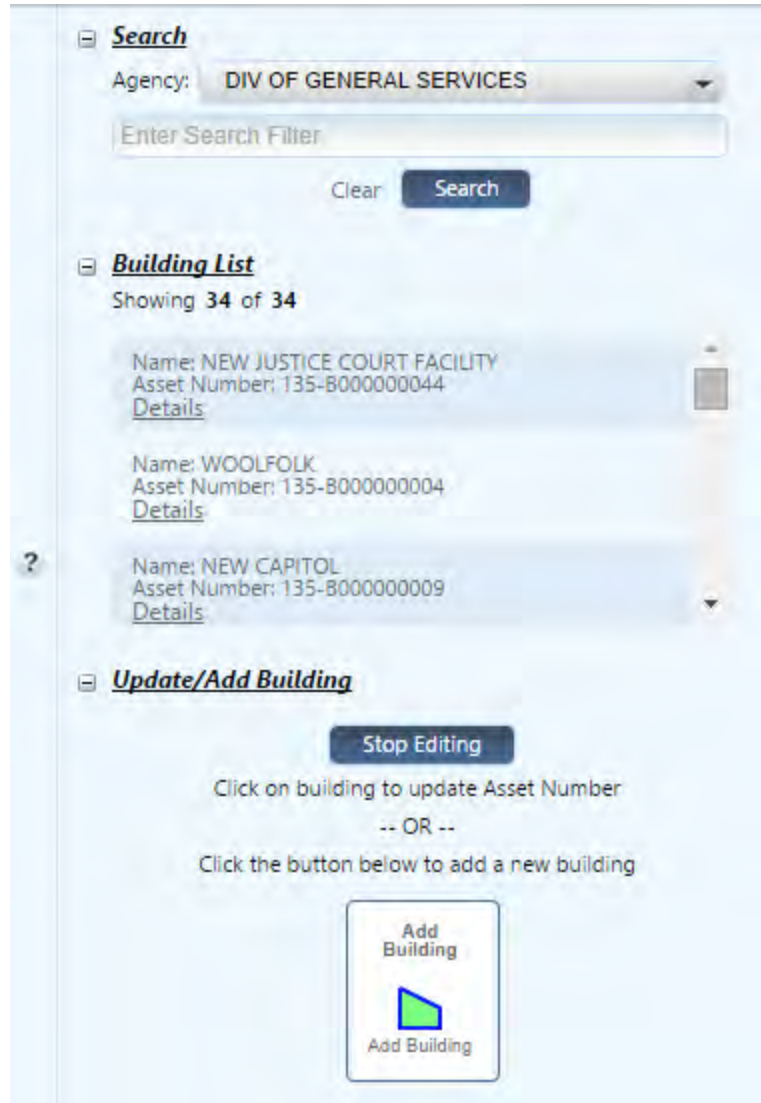 Search
Agency: DIV OF GENERAL SERVICES
Enter Search Filter
Clear Search
Building List
Showing 34 of 34
Name: NEW JUSTICE COURT FACILITY
Asset Number: 135-B000000044
Details
Name: WOOLFOLK
Asset Number: 135-B000000004
Details
?
Name: NEW CAPITOL
Asset Number: 135-B000000009
Details
Update/Add Building
Stop Editing
Click on building to update Asset Number
-- OR --
Click the button below to add a new building
Add
Building
Add Building